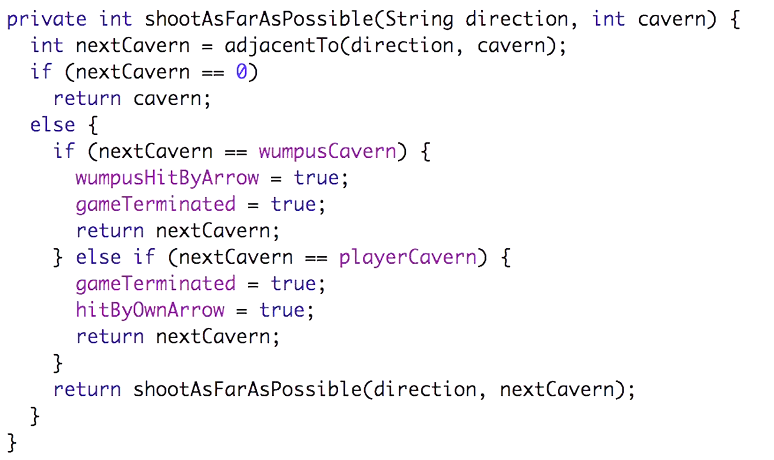 private int shootAsFarAsPossible(String direction, int cavern) {
  int nextCavern = adjacentTo(direction, cavern);
  if (nextCavern == 0)
    return cavern;
  else {
    if (nextCavern == wumpusCavern) {
      wumpusHitByArrow = true;
      gameTerminated = true;
      return nextCavern;
    } else if (nextCavern == playerCavern) {
      gameTerminated = true;
      hitByOwnArrow = true;
      return nextCavern;
    }
    return shootAsFarAsPossible(direction, nextCavern);
  }
}